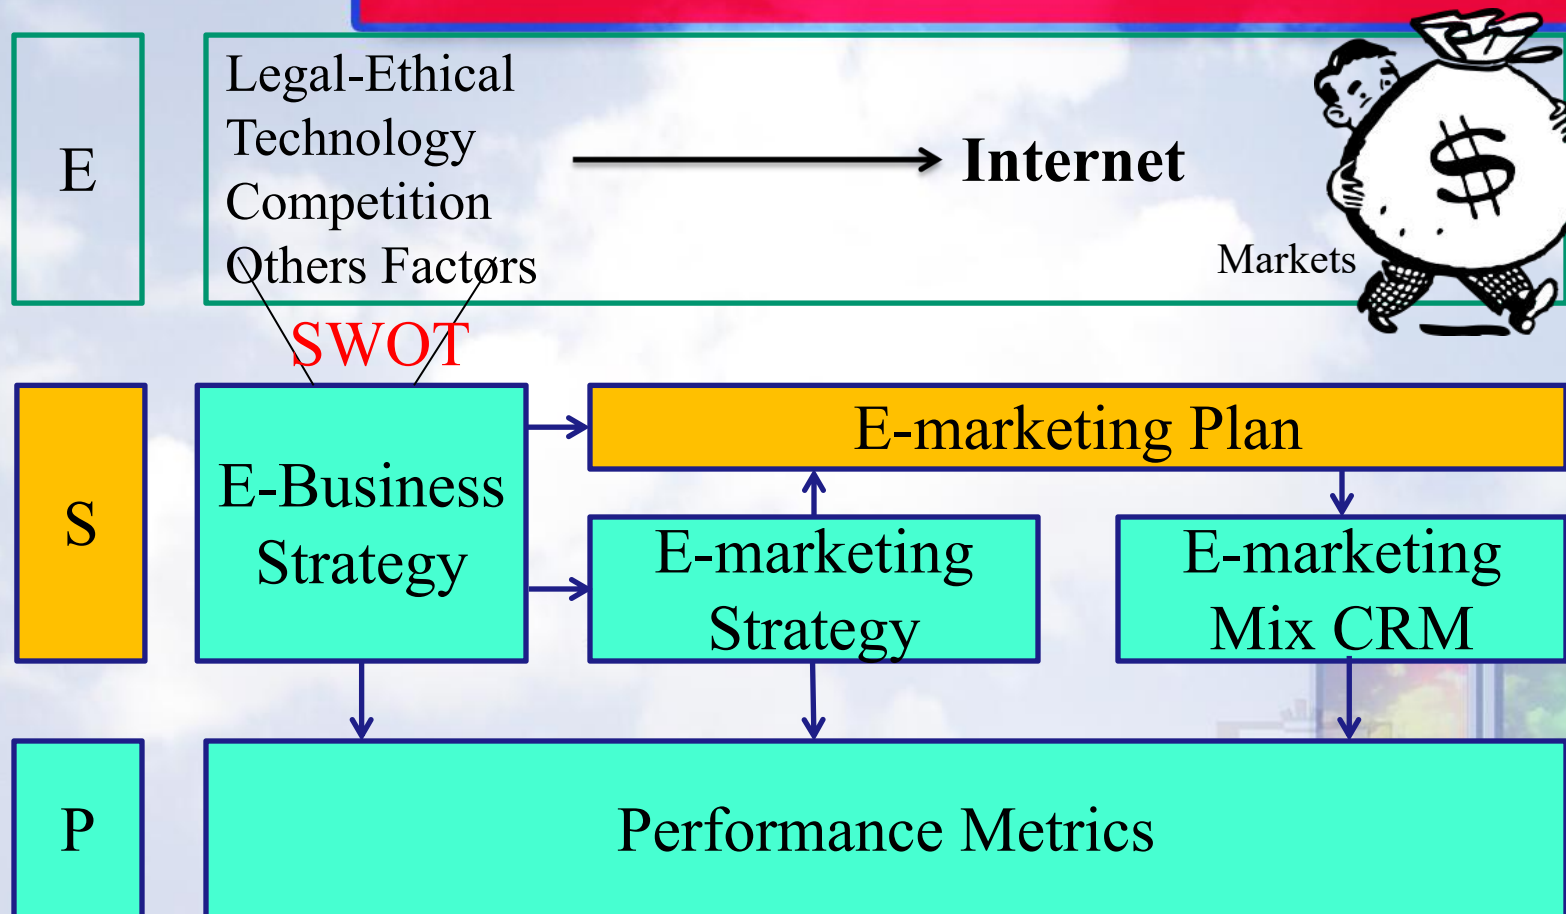 E
Legal-Ethical
Technology
Competition
Others Factors
Internet
$
Markets
SWOT
S
E-Business
Strategy
E-marketing Plan
E-marketing
Strategy
E-marketing
Mix CRM
P
Performance Metrics